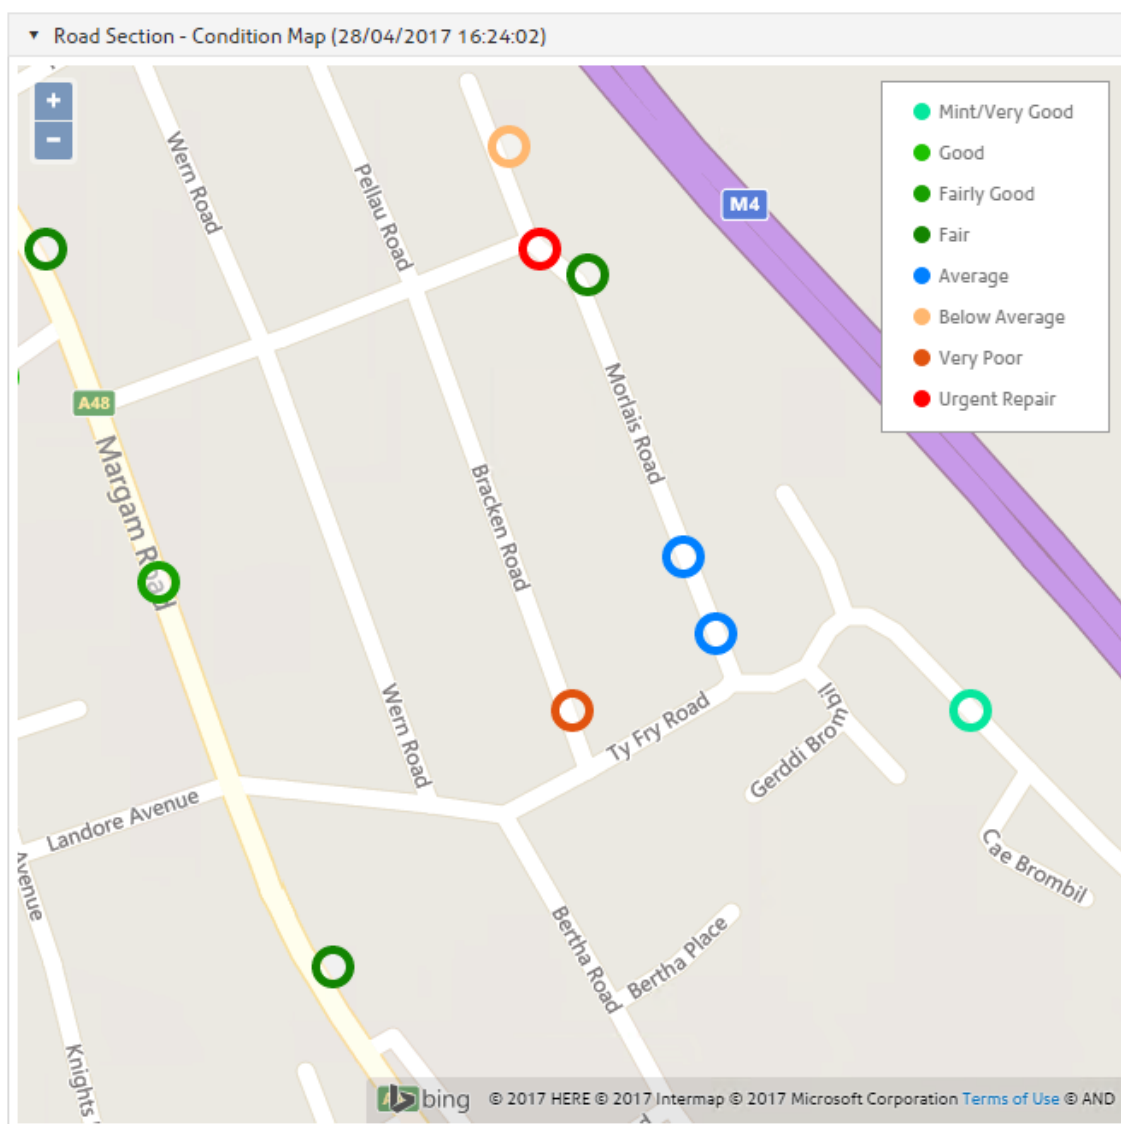 Road Section - Condition Map (28/04/2017 16:24:02)
+
−
Mint/Very Good
Good
Fairly Good
Fair
Average
Below Average
Very Poor
Urgent Repair
M4
Wern Road
Pellau Road
A48
Margam Road
Morlais Road
Bracken Road
Wern Road
Ty Fry Road
Gerddi Brombil
Landore Avenue
Avenue
Cae Brombil
Bertha Road
Bertha Place
Knights
bing
© 2017 HERE © 2017 Intermap © 2017 Microsoft Corporation Terms of Use © AND